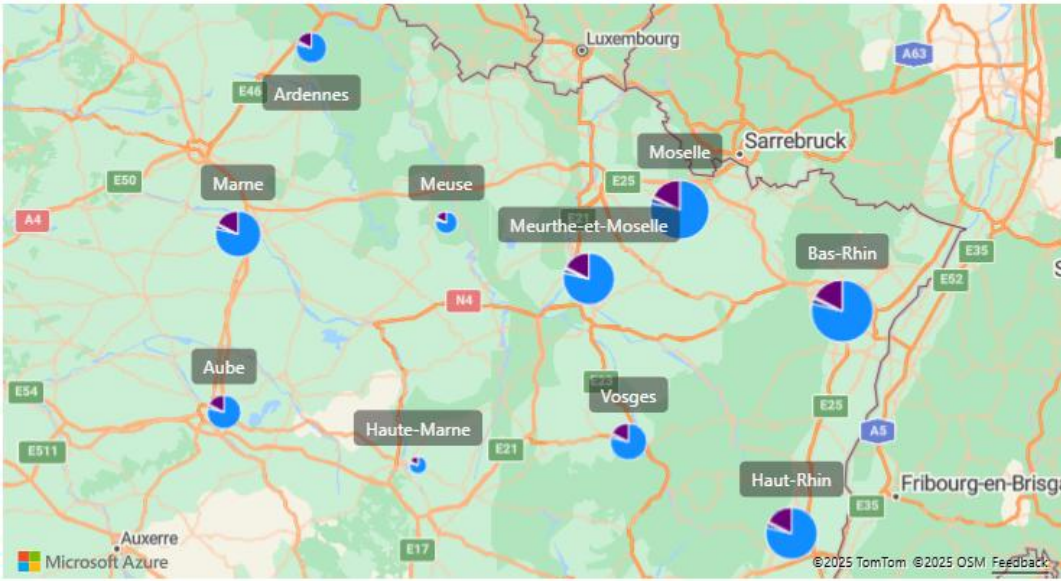 Luxembourg
A63
E46
Ardennes
Sarrebruck
Moselle
E50
Marne
Meuse
E25
A4
E21
Meurthe-et-Moselle
E35
Bas-Rhin
E52
S
N4
Aube
E54
E23
Vosges
E25
Haute-Marne
A5
E511
E21
Haut-Rhin
Fribourg-en-Brisga
E35
Auxerre
E17
Microsoft Azure
©2025 TomTom ©2025 OSM Feedback